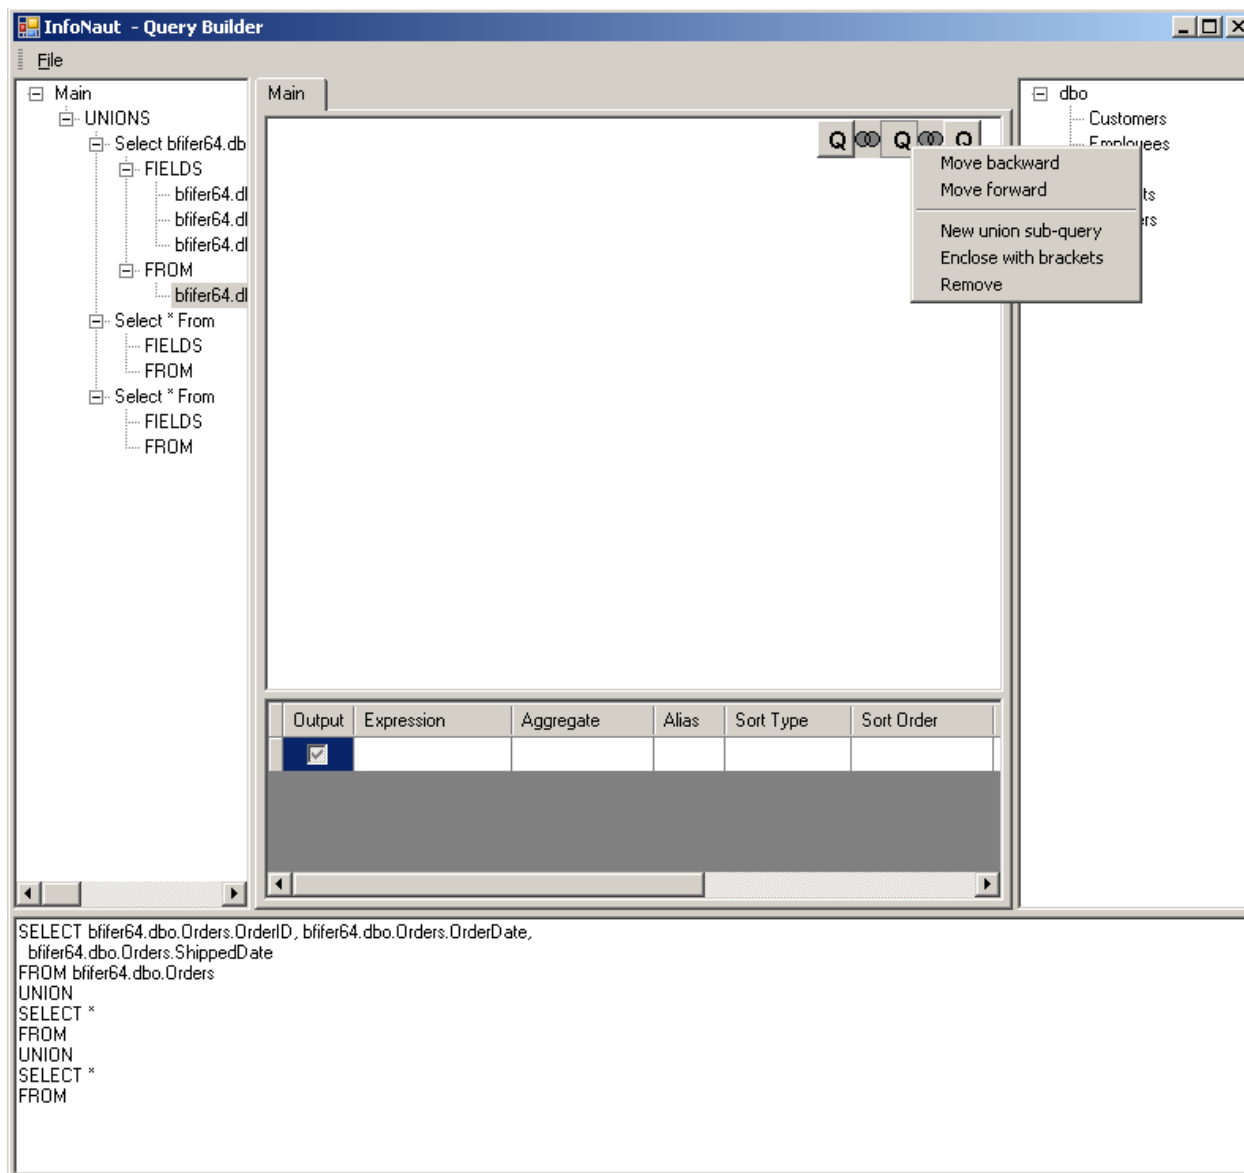 InfoNaut - Query Builder
File
Main
UNIONS
Select bfifer64.db
FIELDS
bfifer64.dl
bfifer64.dl
bfifer64.dl
FROM
bfifer64.dl
Select * From
FIELDS
FROM
Select * From
FIELDS
FROM
Main
Q Q Q
Move backward
Move forward
New union sub-query
Enclose with brackets
Remove
dbo
Customers
Employees
Output Expression Aggregate Alias Sort Type Sort Order
SELECT bfifer64.dbo.Orders.OrderID, bfifer64.dbo.Orders.OrderDate,
bfifer64.dbo.Orders.ShippedDate
FROM bfifer64.dbo.Orders
UNION
SELECT *
FROM
UNION
SELECT *
FROM